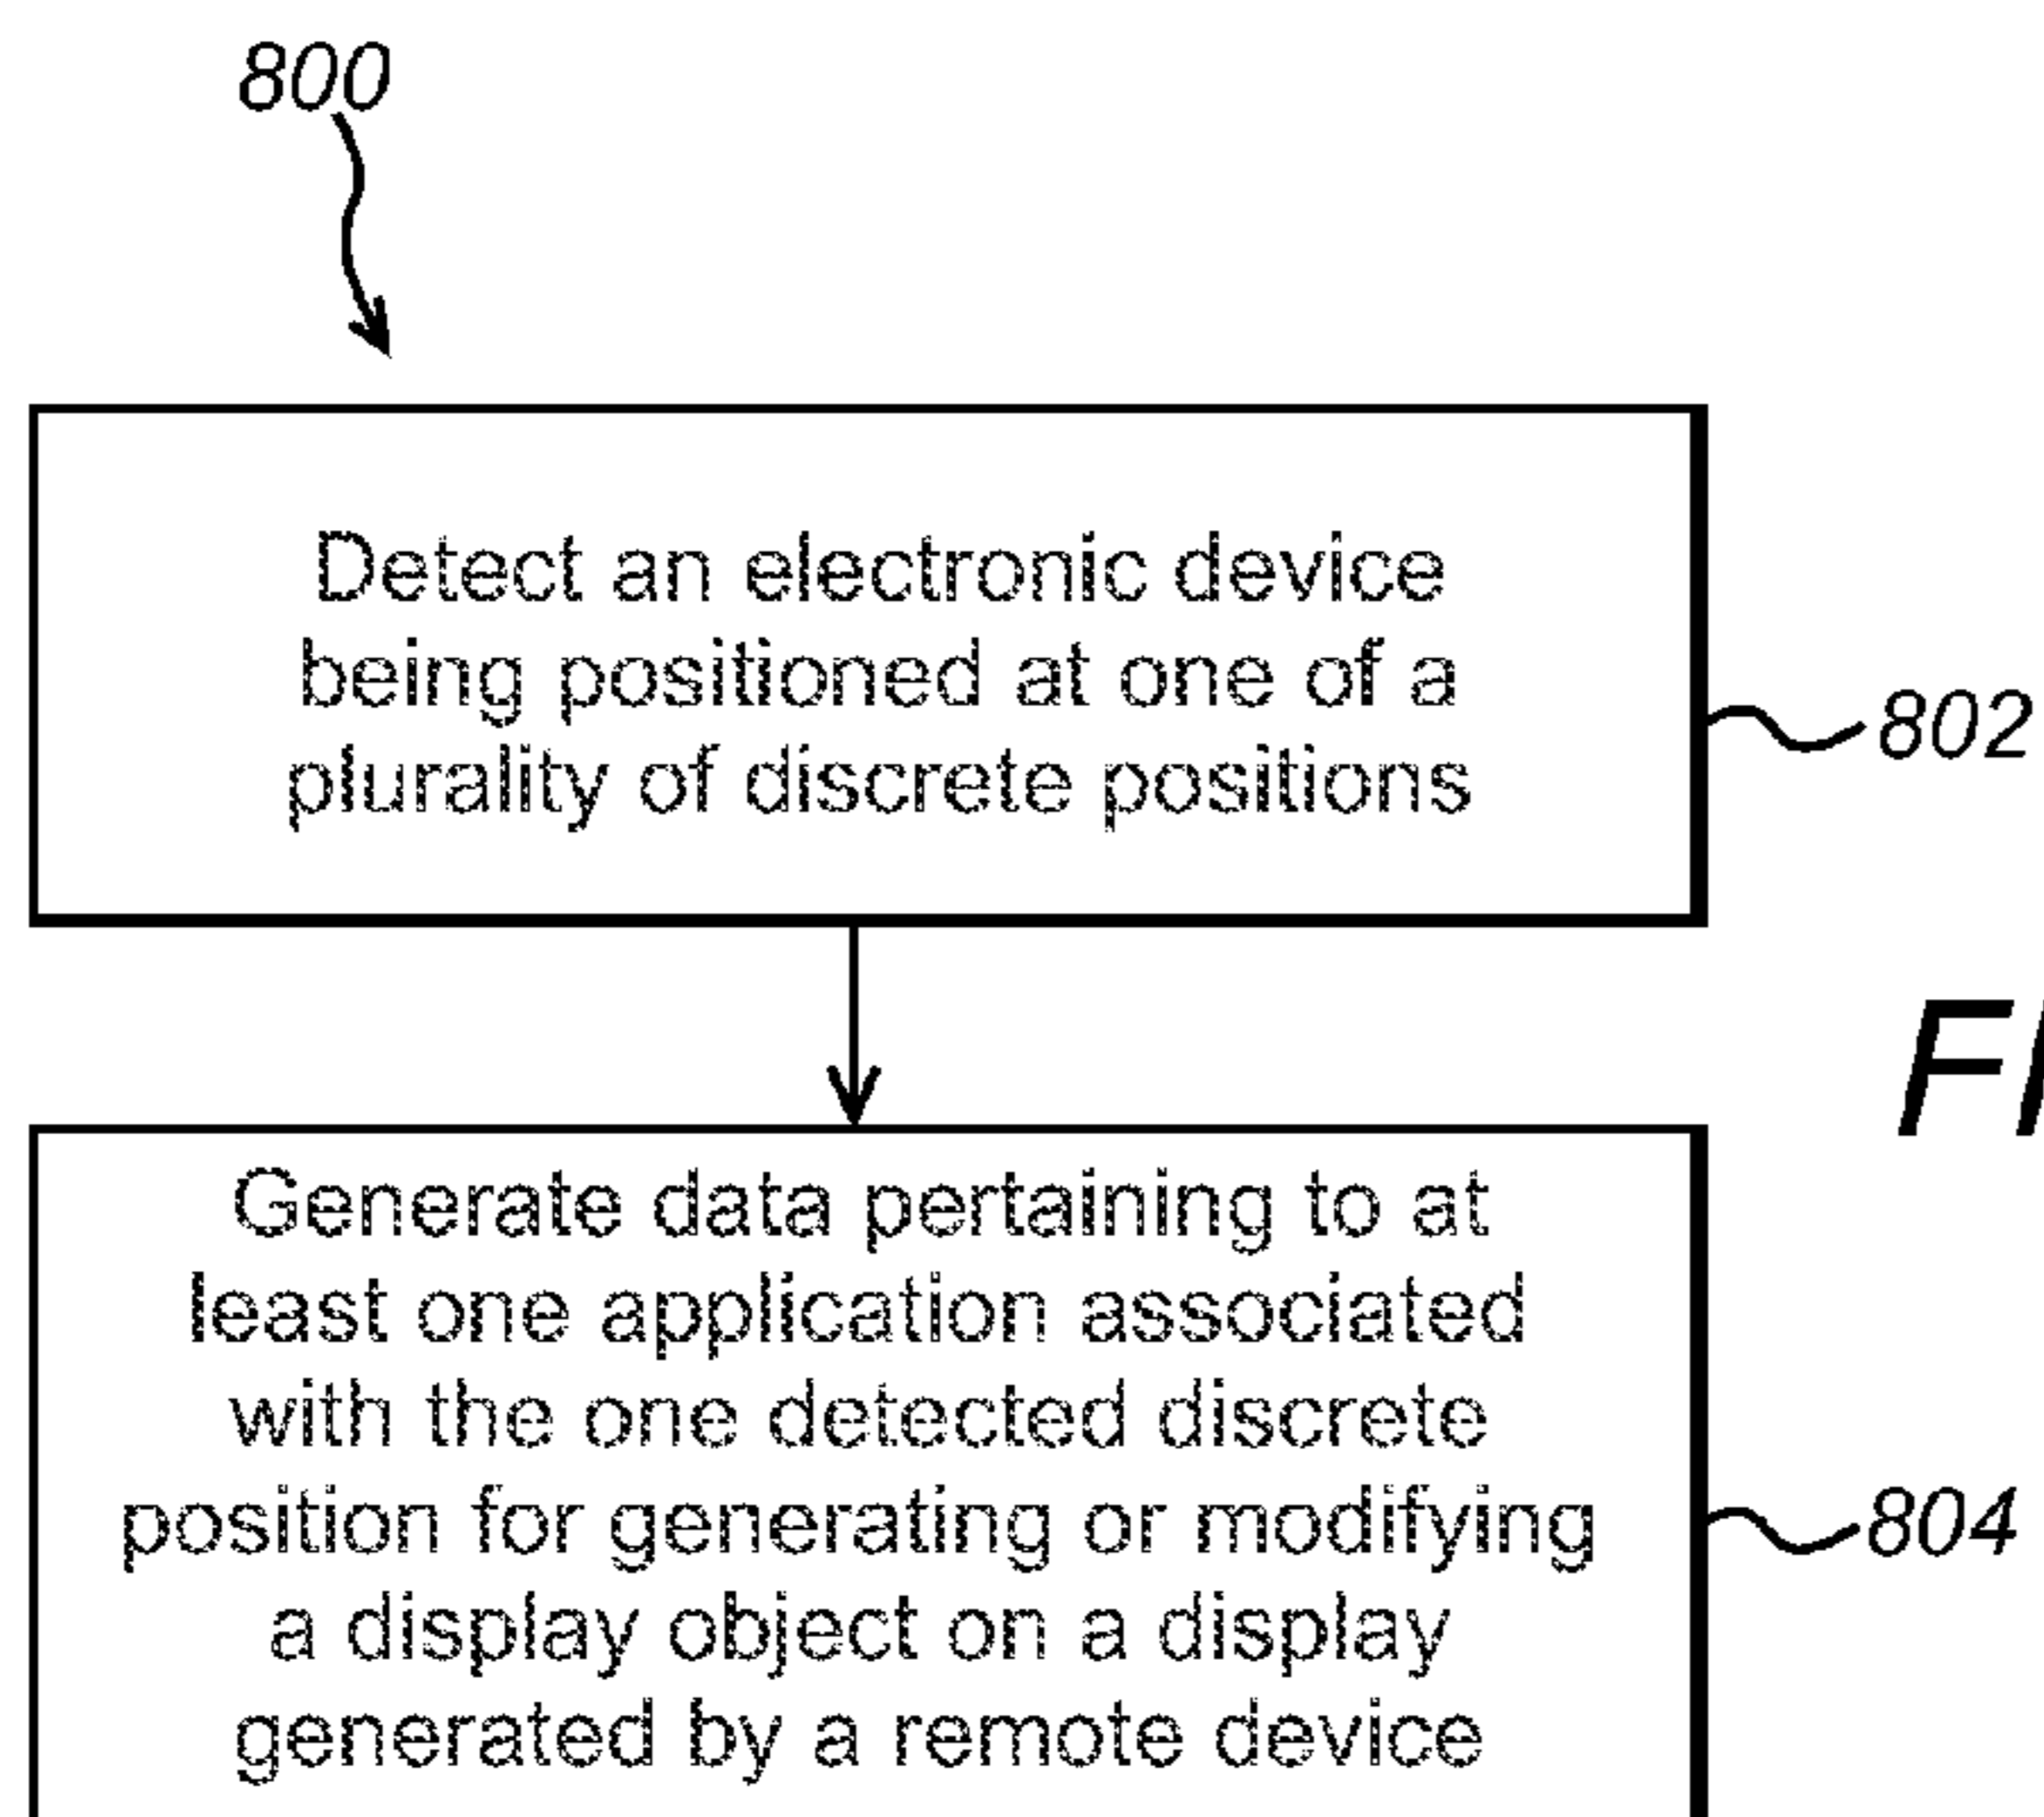 800
Detect an electronic device
being positioned at one of a
plurality of discrete positions
802
FI
Generate data pertaining to at
least one application associated
with the one detected discrete
position for generating or modifying
a display object on a display
generated by a remote device
804